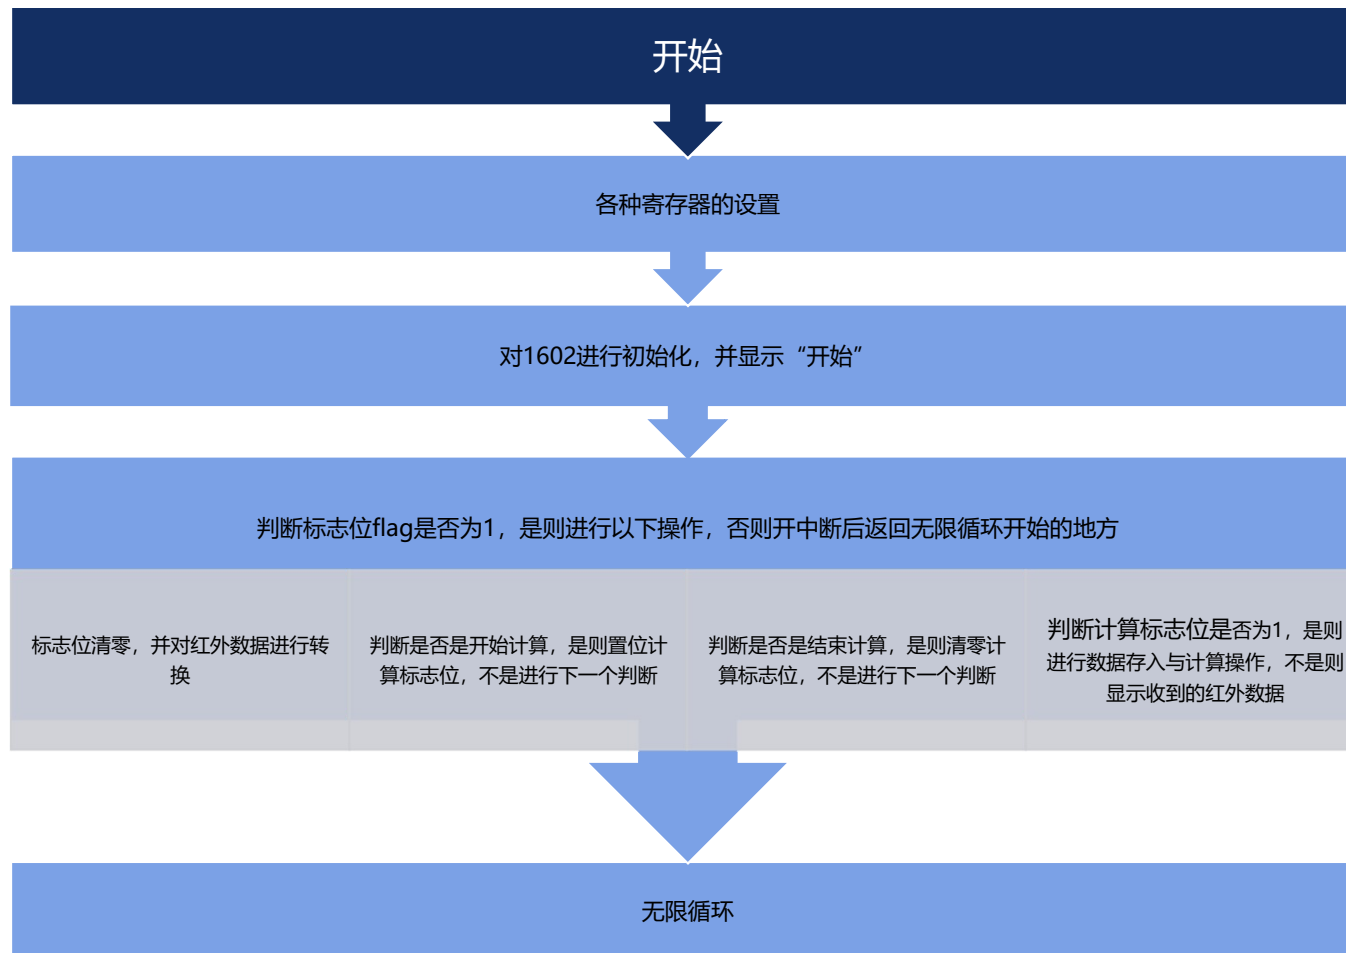 开始
各种寄存器的设置
对1602进行初始化，并显示“开始”
判断标志位flag是否为1，是则进行以下操作，否则开中断后返回无限循环开始的地方
标志位清零，并对红外数据进行转
换
判断是否是开始计算，是则置位计
算标志位，不是进行下一个判断
判断是否是结束计算，是则清零计
算标志位，不是进行下一个判断
判断计算标志位是否为1，是则
进行数据存入与计算操作，不是则
显示收到的红外数据
无限循环